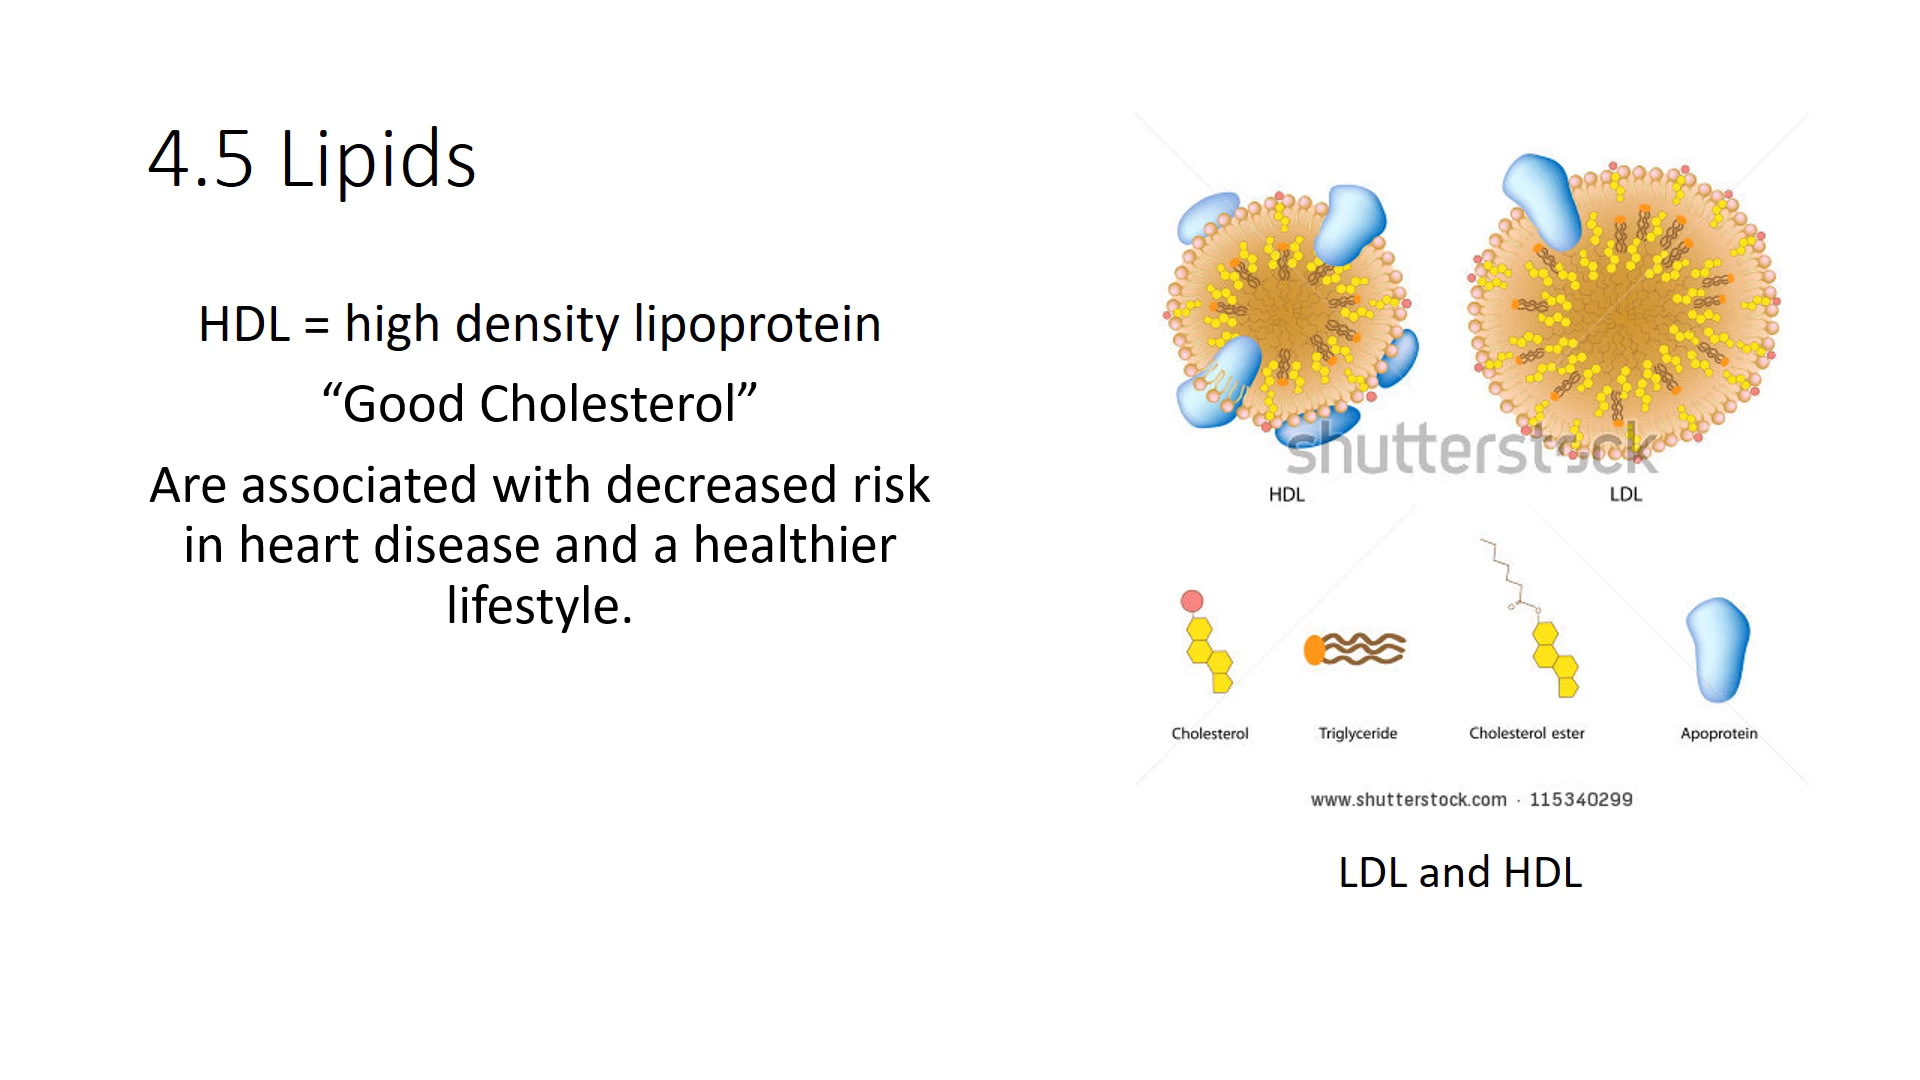 4.5 Lipids
HDL = high density lipoprotein
“Good Cholesterol”
Are associated with decreased risk
in heart disease and a healthier
lifestyle.
shutterstock
HDL
LDL
Cholesterol
Triglyceride
Cholesterol ester
Apoprotein
www.shutterstock.com · 115340299
LDL and HDL